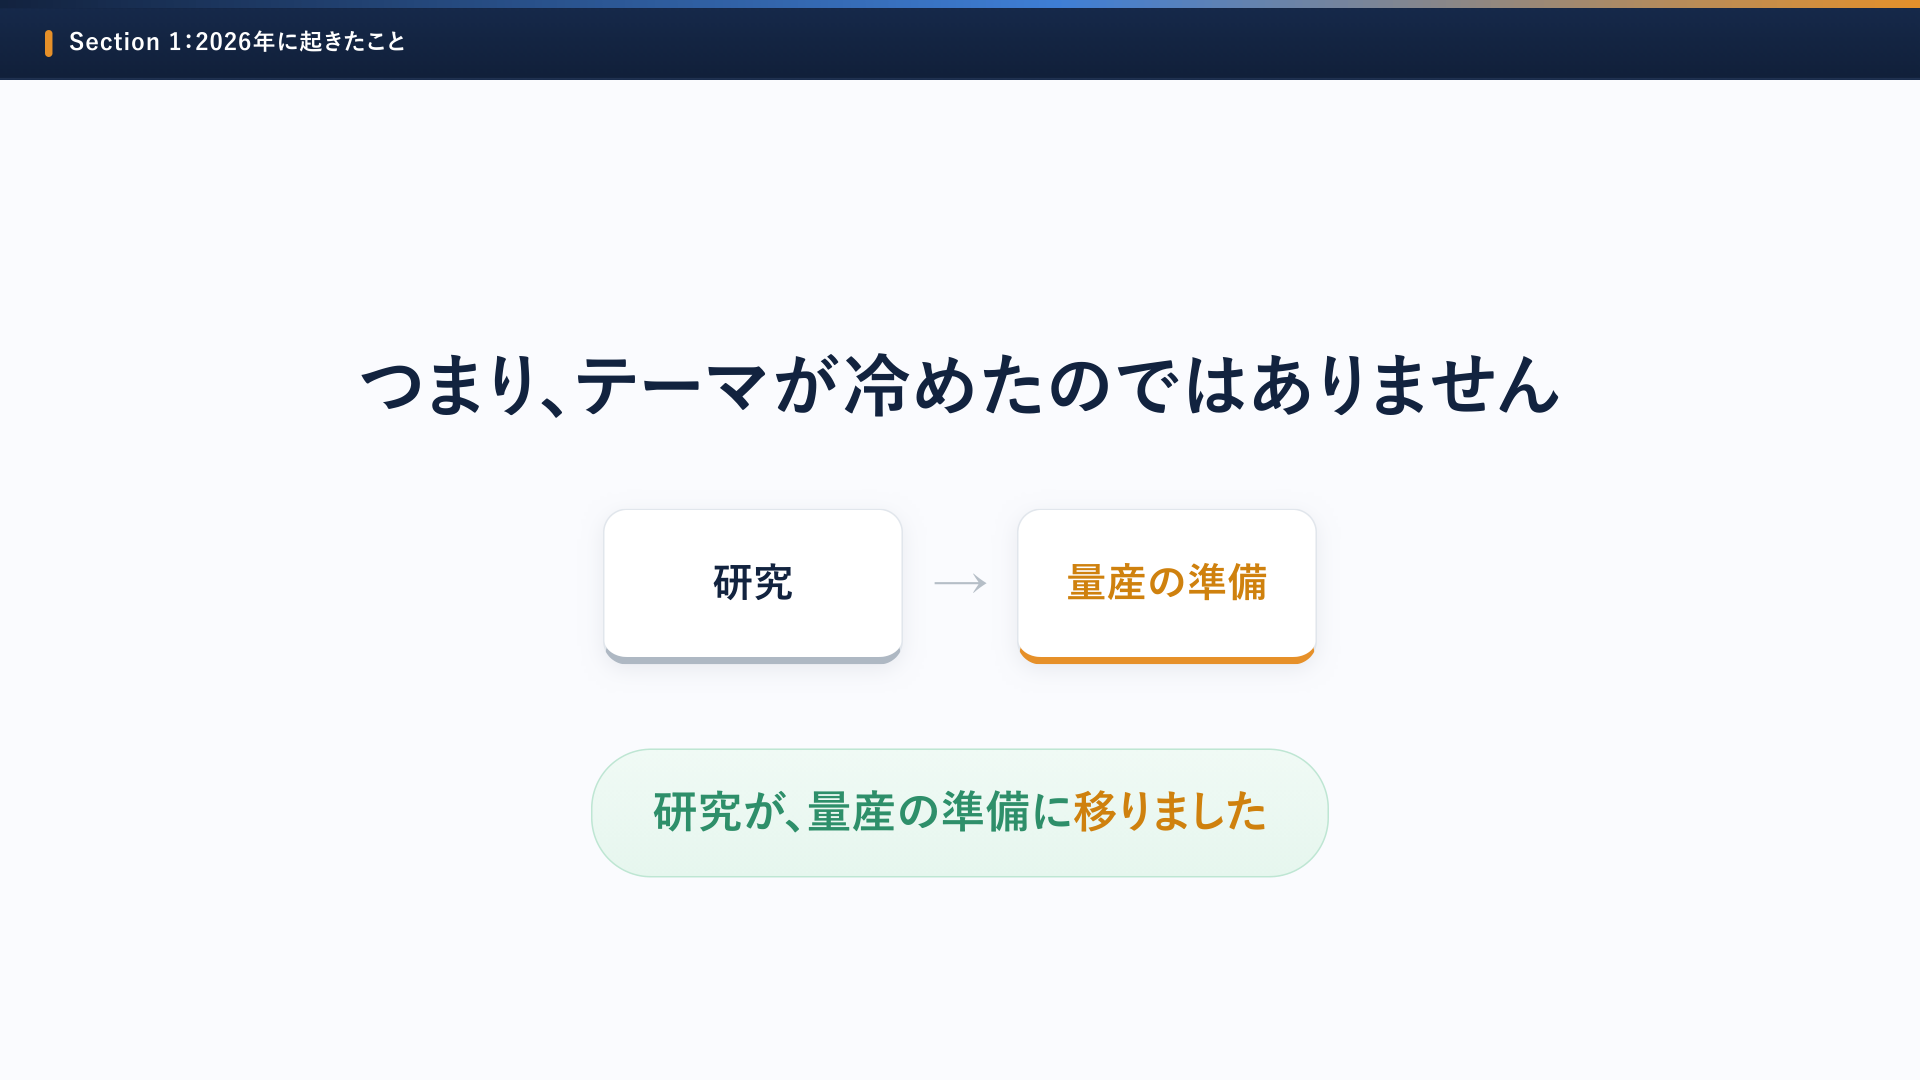 Section 1：2026年に起きたこと
つまり、テーマが冷めたのではありません
研究
→
量産の準備
研究が、量産の準備に移りました